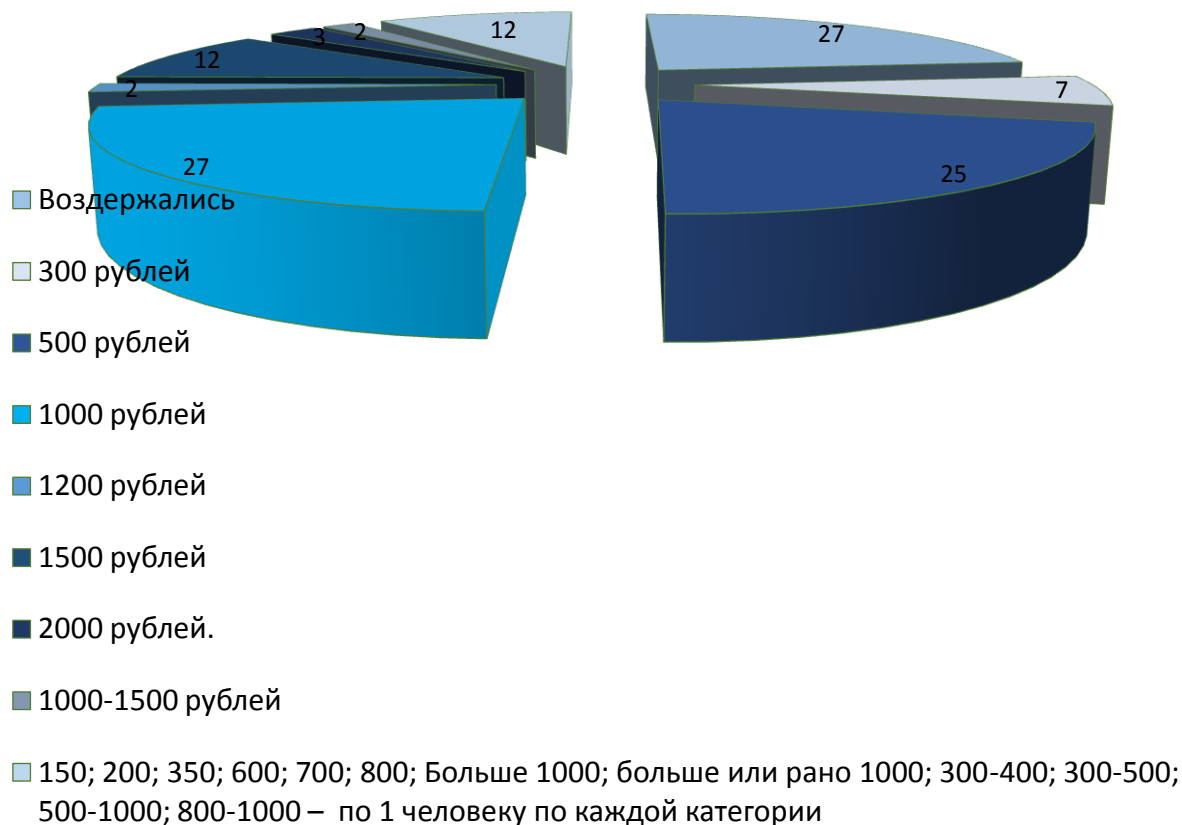 12
27
2
3
12
7
2
27
25
Воздержались
300 рублей
500 рублей
1000 рублей
1200 рублей
1500 рублей
2000 рублей.
1000-1500 рублей
150; 200; 350; 600; 700; 800; Больше 1000; больше или рано 1000; 300-400; 300-500;
500-1000; 800-1000 – по 1 человеку по каждой категории